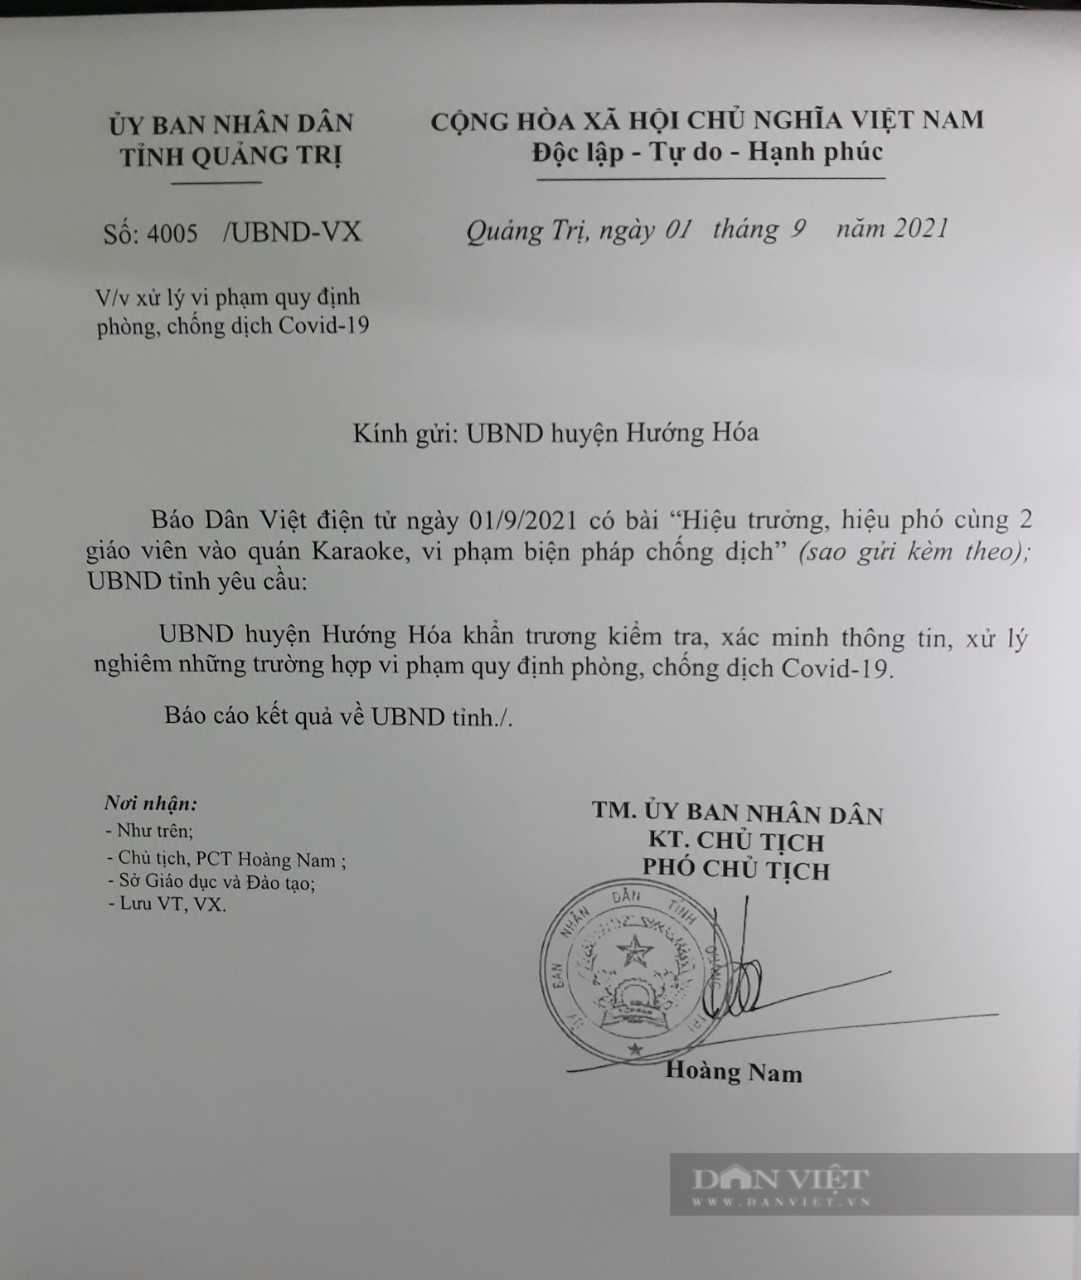 ỦY BAN NHÂN DÂN
TỈNH QUẢNG TRỊ
CỘNG HÒA XÃ HỘI CHỦ NGHĨA VIỆT NAM
Độc lập - Tự do - Hạnh phúc
Số: 4005 /UBND-VX
Quảng Trị, ngày 01 tháng 9 năm 2021
V/v xử lý vi phạm quy định
phòng, chống dịch Covid-19
Kính gửi: UBND huyện Hướng Hóa
Báo Dân Việt điện tử ngày 01/9/2021 có bài “Hiệu trưởng, hiệu phó cùng 2
giáo viên vào quán Karaoke, vi phạm biện pháp chống dịch” (sao gửi kèm theo);
UBND tỉnh yêu cầu:
UBND huyện Hướng Hóa khẩn trương kiểm tra, xác minh thông tin, xử lý
nghiêm những trường hợp vi phạm quy định phòng, chống dịch Covid-19.
Báo cáo kết quả về UBND tỉnh./.
Nơi nhận:
- Như trên;
- Chủ tịch, PCT Hoàng Nam ;
- Sở Giáo dục và Đào tạo;
- Lưu VT, VX.
TM. ỦY BAN NHÂN DÂN
KT. CHỦ TỊCH
PHÓ CHỦ TỊCH
ỦY BAN NHÂN DÂN TỈNH QUẢNG TRỊ
Hoàng Nam
DÂN VIỆT
WWW.DANVIET.VN